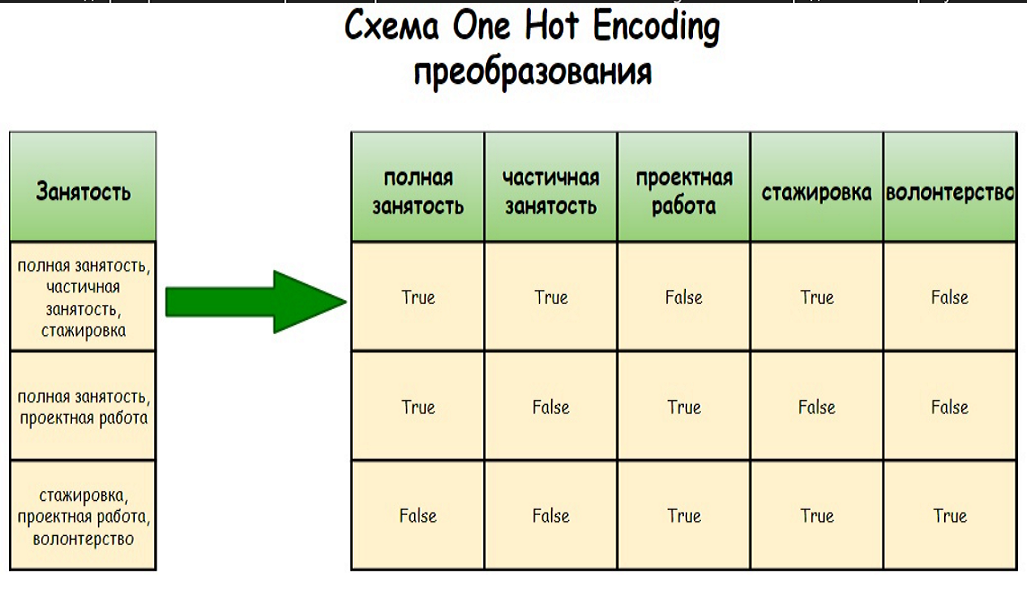 Схема One Hot Encoding
преобразования
Занятость
полная занятость,
частичная
занятость,
стажировка
полная занятость,
проектная работа
стажировка,
проектная работа,
волонтерство
полная
занятость
частичная
занятость
проектная
работа
стажировка
волонтерство
True True False True False
True False True False False
False False True True True